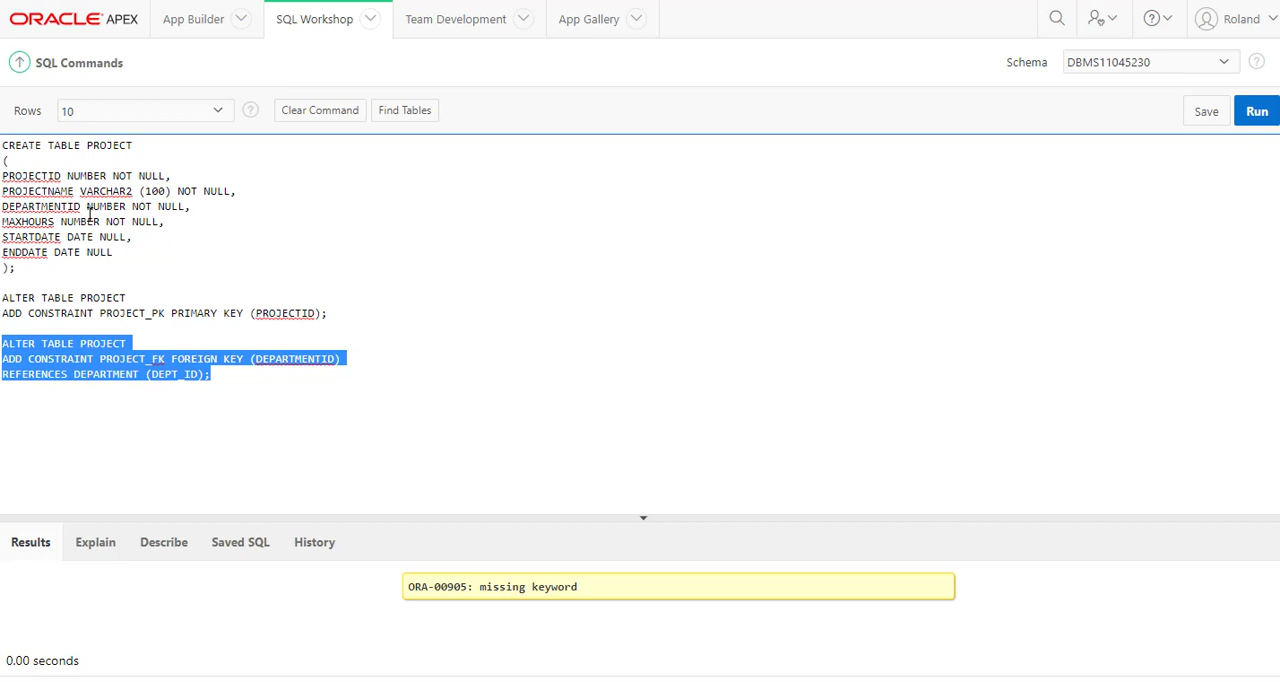 ORACLE APEX App Builder SQL Workshop Team Development App Gallery Roland
SQL Commands Schema DBMS11045230
Rows 10 Clear Command Find Tables Save Run
CREATE TABLE PROJECT
(
PROJECTID NUMBER NOT NULL,
PROJECTNAME VARCHAR2 (100) NOT NULL,
DEPARTMENTID NUMBER NOT NULL,
MAXHOURS NUMBER NOT NULL,
STARTDATE DATE NULL,
ENDDATE DATE NULL
);
ALTER TABLE PROJECT
ADD CONSTRAINT PROJECT_PK PRIMARY KEY (PROJECTID);
ALTER TABLE PROJECT
ADD CONSTRAINT PROJECT_FK FOREIGN KEY (DEPARTMENTID)
REFERENCES DEPARTMENT (DEPT_ID);
Results Explain Describe Saved SQL History
ORA-00905: missing keyword
0.00 seconds